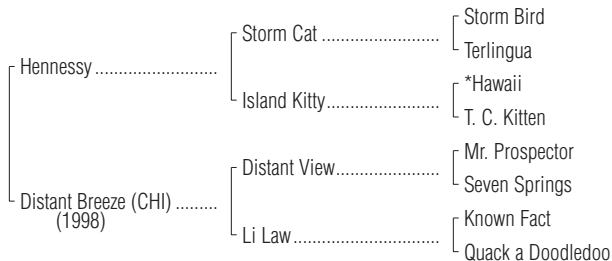 Storm Bird
Storm Cat ........................
Terlingua
Hennessy ..........................
*Hawaii
Island Kitty........................
T. C. Kitten
Mr. Prospector
Distant View......................
Seven Springs
Distant Breeze (CHI) .........
(1998)
Known Fact
Li Law...............................
Quack a Doodledoo